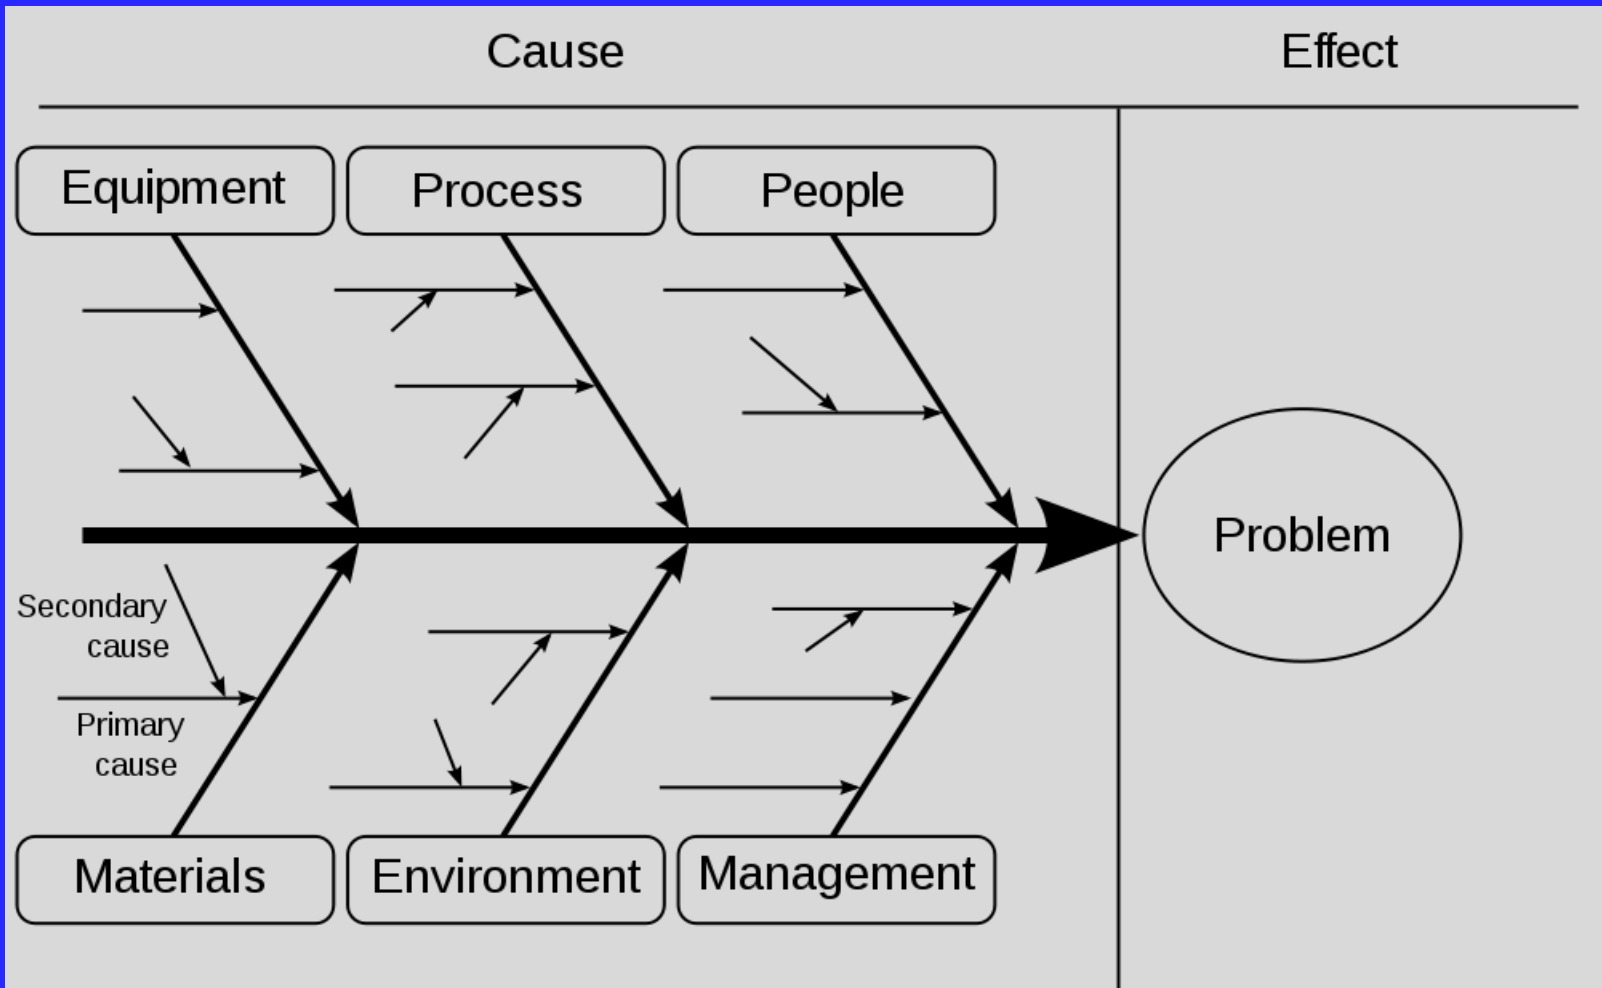 Cause
Effect
Equipment
Process
People
Problem
Secondary
cause
Primary
cause
Materials
Environment
Management